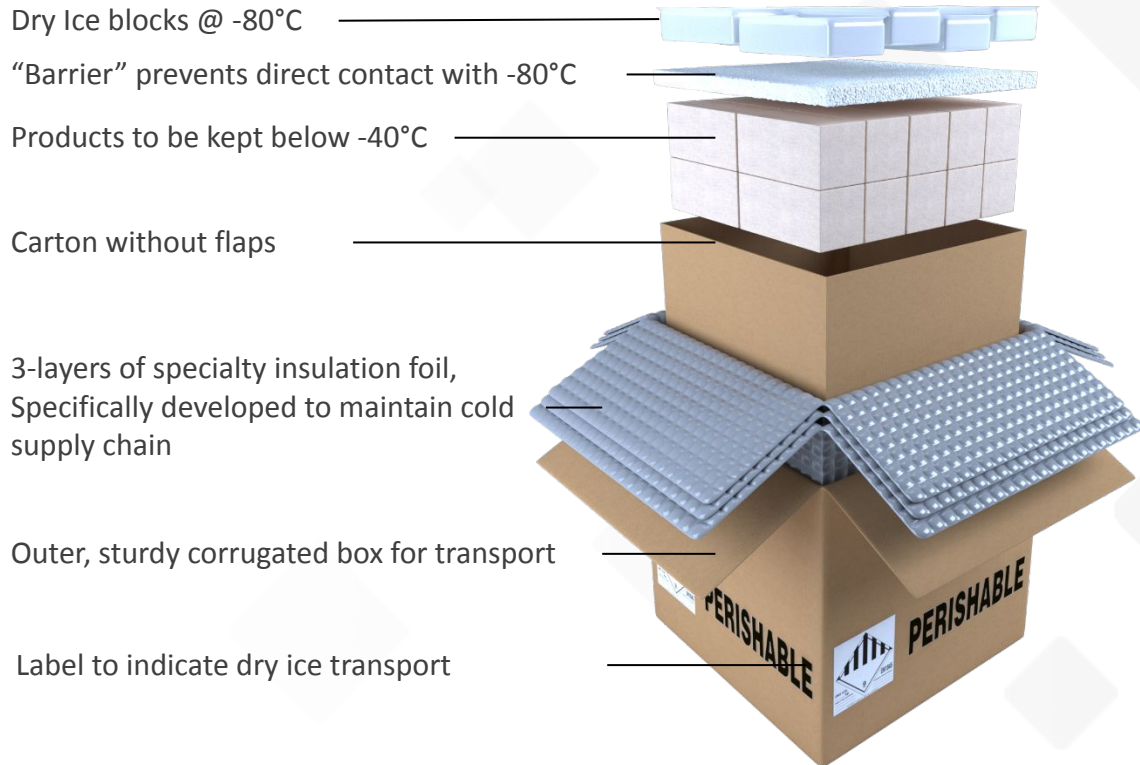 Dry Ice blocks @ -80°C
“Barrier” prevents direct contact with -80°C
Products to be kept below -40°C
Carton without flaps
3-layers of specialty insulation foil,
Specifically developed to maintain cold
supply chain
Outer, sturdy corrugated box for transport
Label to indicate dry ice transport
PERISHABLE
PERISHABLE